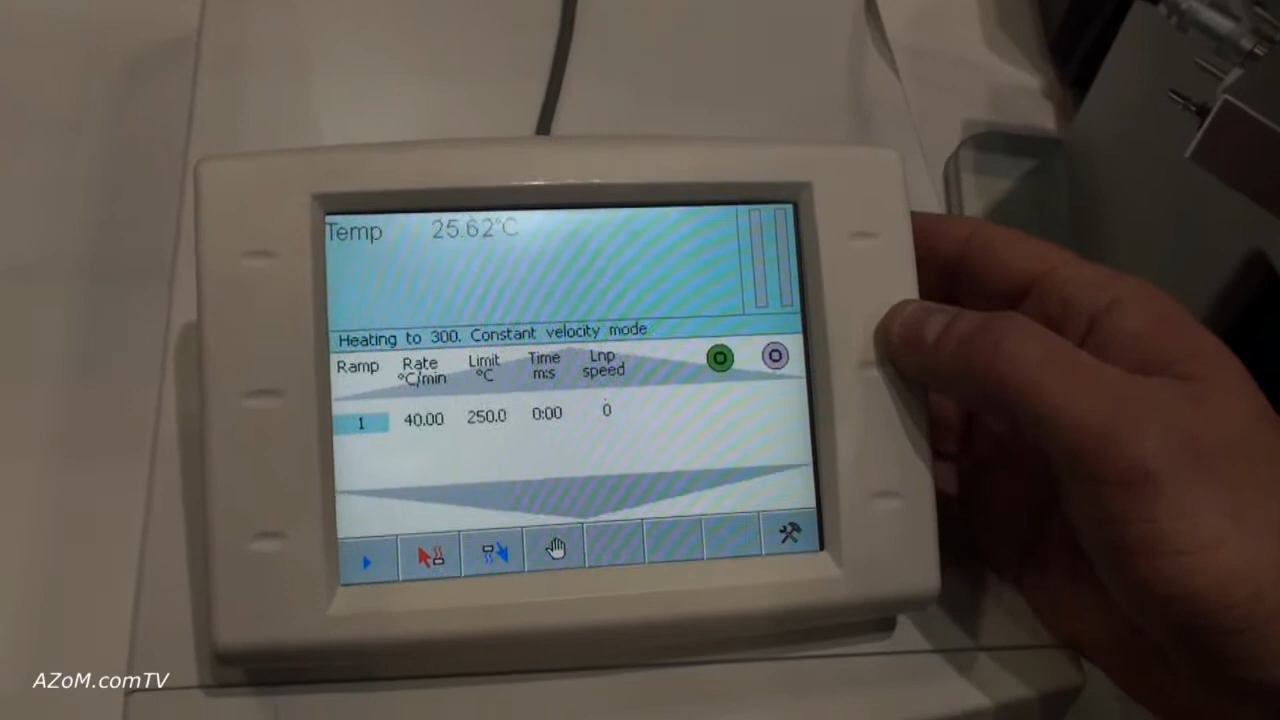 Temp 25.62°C
Heating to 300. Constant velocity mode
Ramp Rate °C/min Limit °C Time m:s Lnp speed
1 40.00 250.0 0:00 0
AZoM.comTV